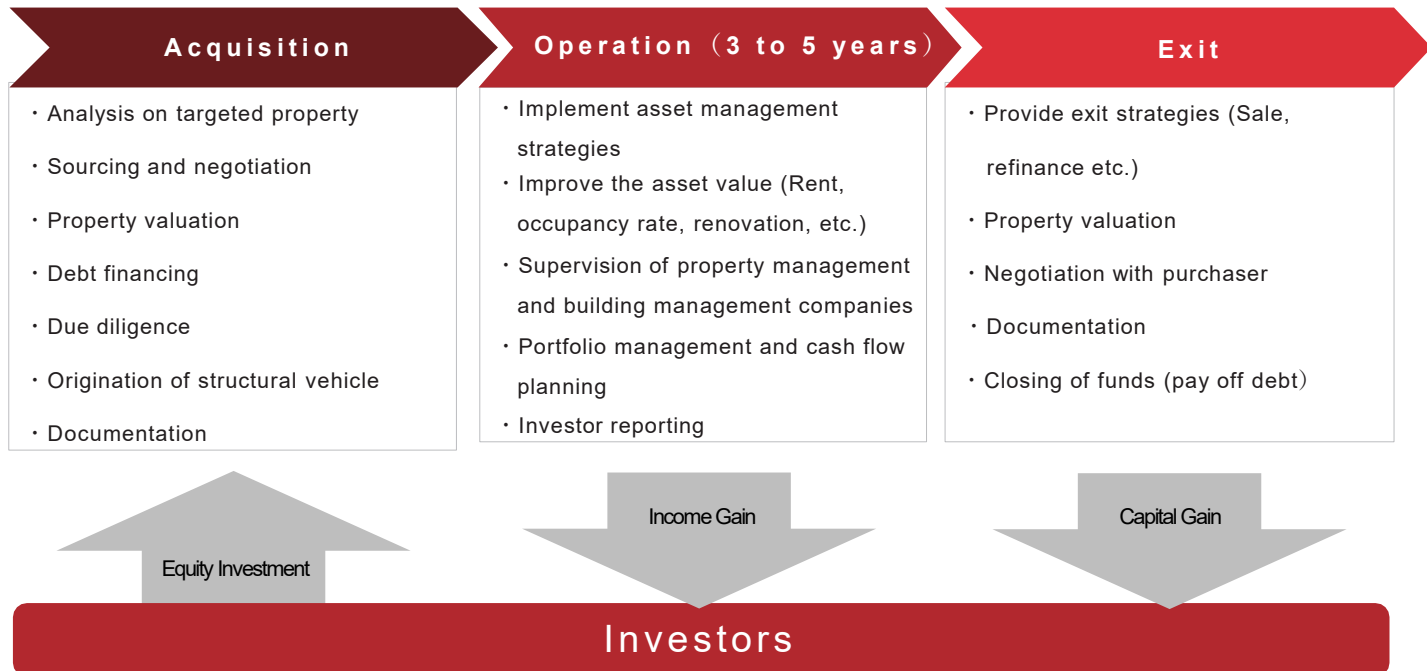 Acquisition
・Analysis on targeted property
・Sourcing and negotiation
・Property valuation
・Debt financing
・Due diligence
・Origination of structural vehicle
・Documentation
Operation（3 to 5 years）
・Implement asset management
strategies
・Improve the asset value (Rent,
occupancy rate, renovation, etc.)
・Supervision of property management
and building management companies
・Portfolio management and cash flow
planning
・Investor reporting
Exit
・Provide exit strategies (Sale,
refinance etc.)
・Property valuation
・Negotiation with purchaser
・Documentation
・Closing of funds (pay off debt）
Equity Investment
Income Gain
Capital Gain
Investors